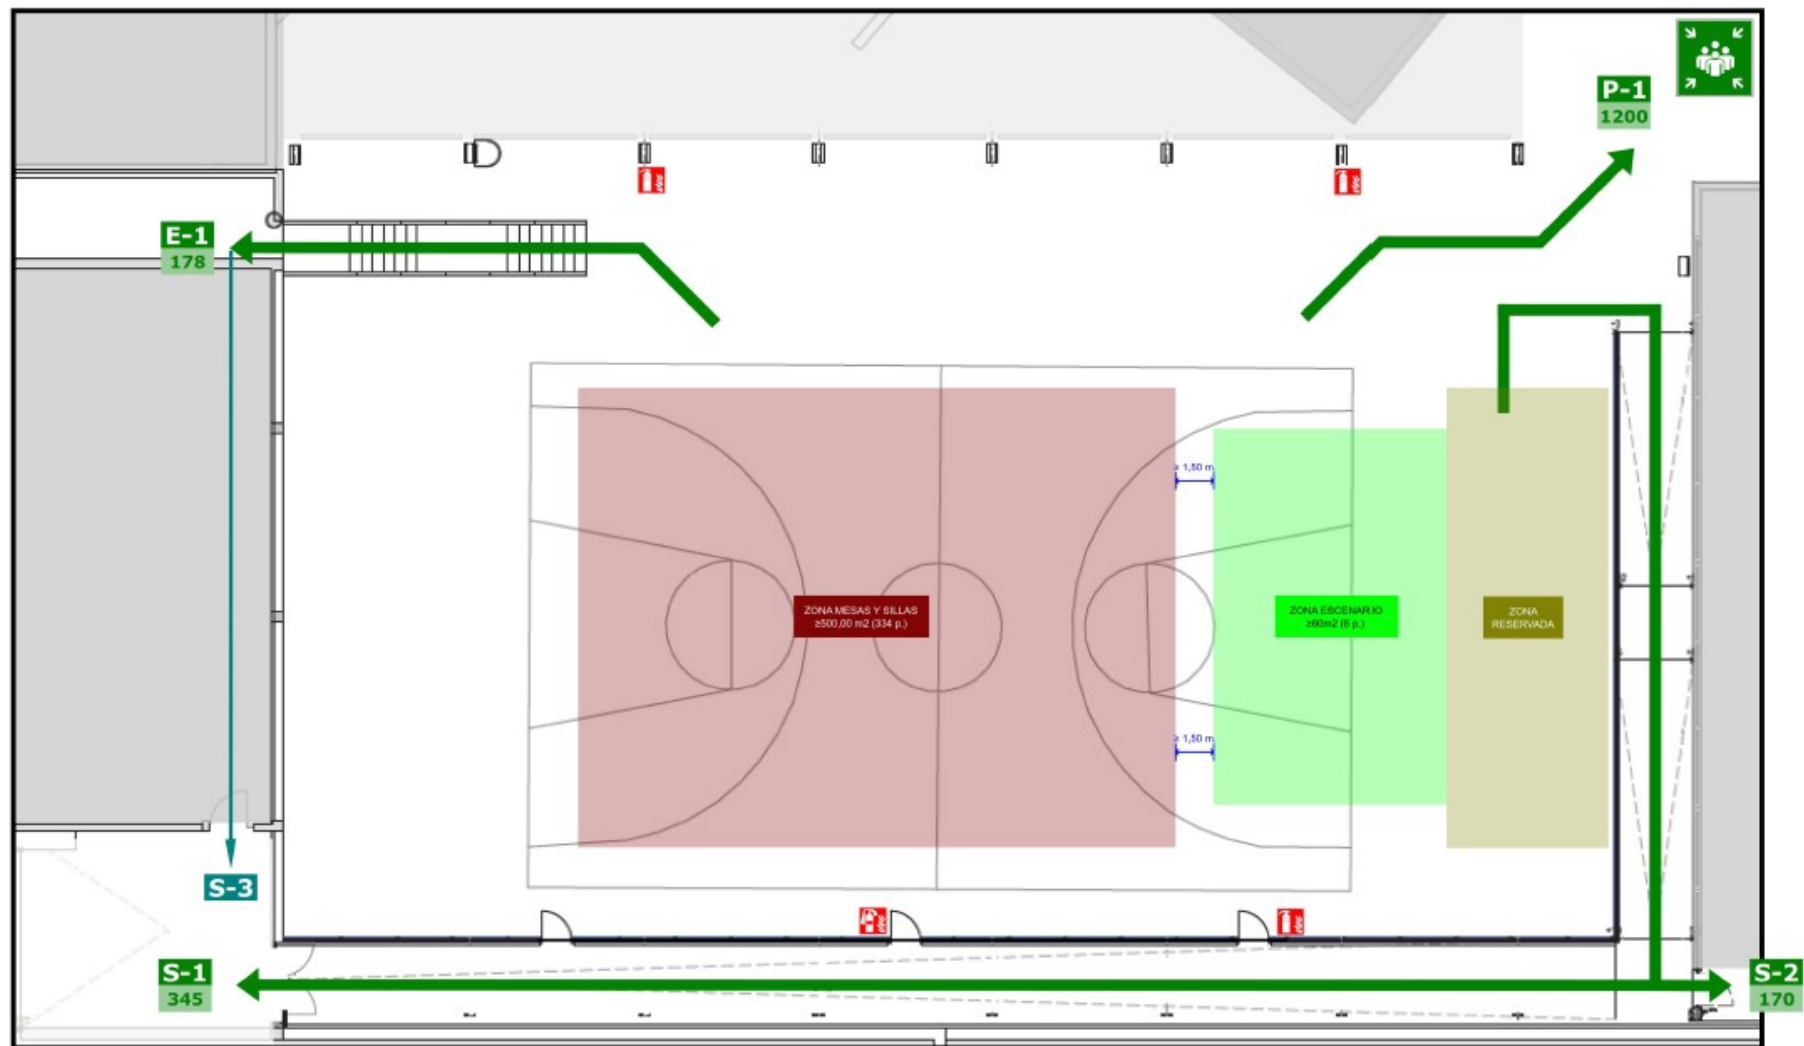 P-1
1200
E-1
178
≥ 1,50 m
ZONA MESAS Y SILLAS
≥500,00 m2 (334 p.)
ZONA ESCENARIO
≥60m2 (6 p.)
ZONA
RESERVADA
≥ 1,50 m
S-3
S-1
345
S-2
170